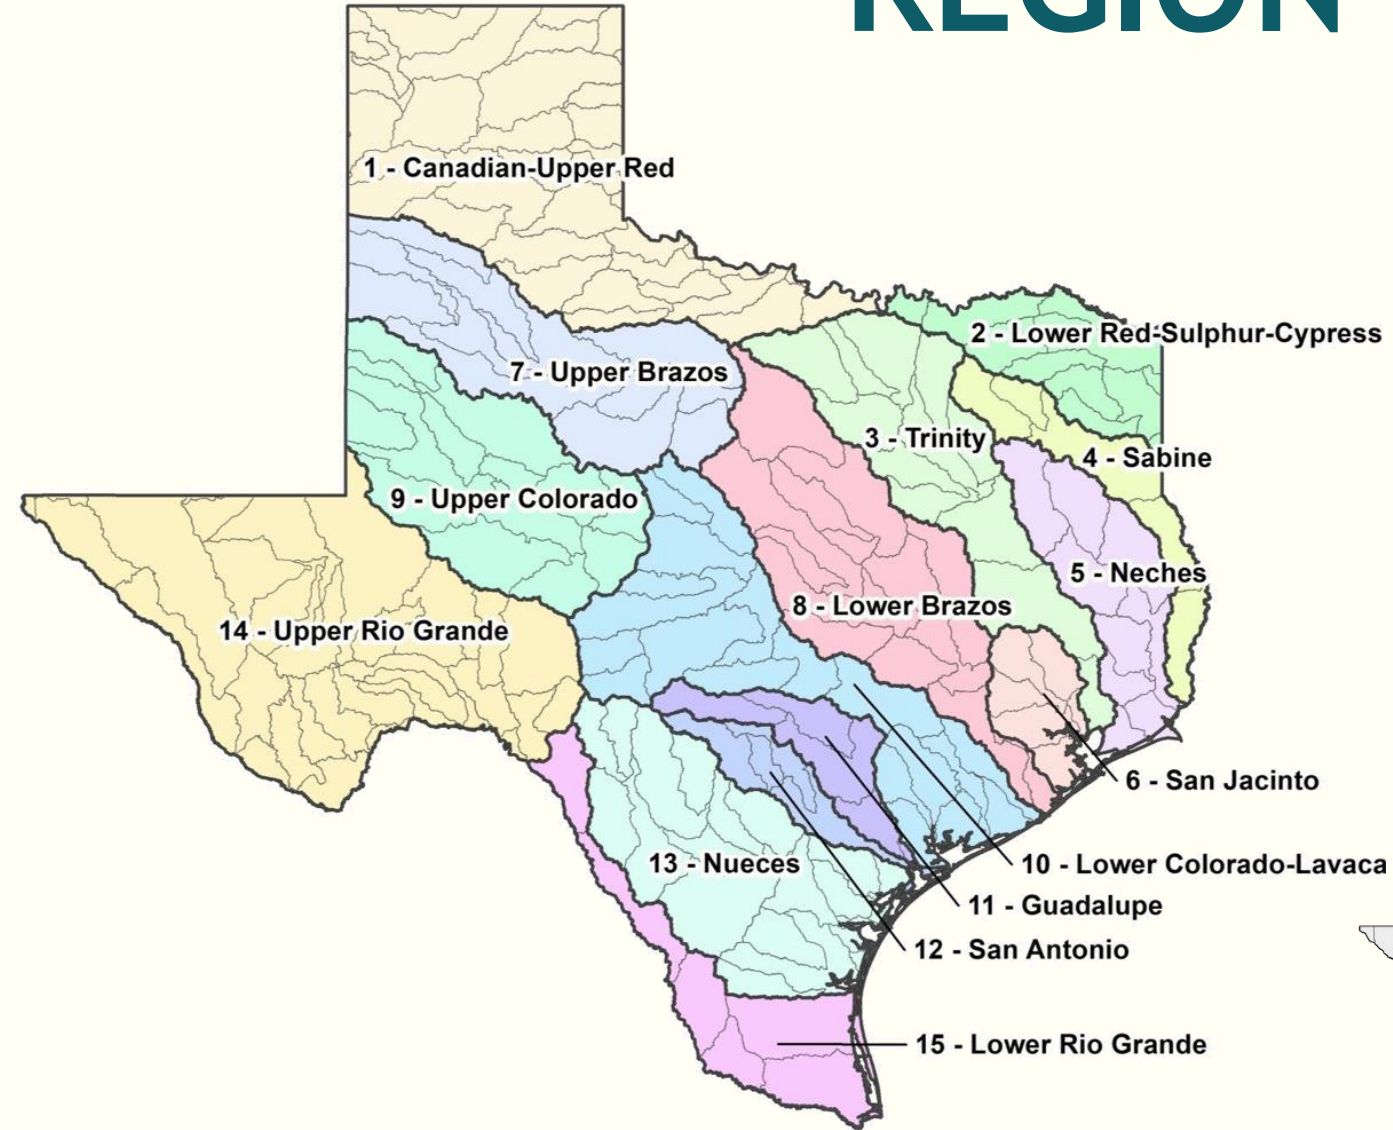 REGION
1 - Canadian-Upper Red
2 - Lower Red-Sulphur-Cypress
7 - Upper Brazos
3 - Trinity
4 - Sabine
9 - Upper Colorado
5 - Neches
8 - Lower Brazos
14 - Upper Rio Grande
6 - San Jacinto
13 - Nueces
10 - Lower Colorado-Lavaca
11 - Guadalupe
12 - San Antonio
15 - Lower Rio Grande